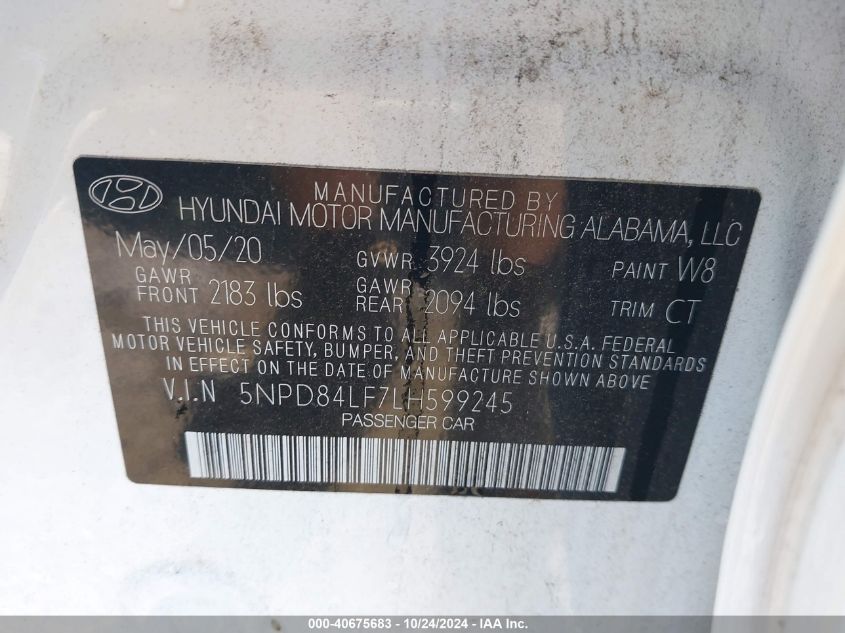 MANUFACTURED BY
HYUNDAI MOTOR MANUFACTURING ALABAMA, LLC
May/05/20 GVWR 3924 lbs PAINT W8
GAWR FRONT 2183 lbs GAWR REAR 2094 lbs TRIM CT
THIS VEHICLE CONFORMS TO ALL APPLICABLE U.S.A. FEDERAL
MOTOR VEHICLE SAFETY, BUMPER, AND THEFT PREVENTION STANDARDS
IN EFFECT ON THE DATE OF MANUFACTURE SHOWN ABOVE.
V.I.N 5NPD84LF7LH599245
PASSENGER CAR
000-40675683 - 10/24/2024 - IAA Inc.